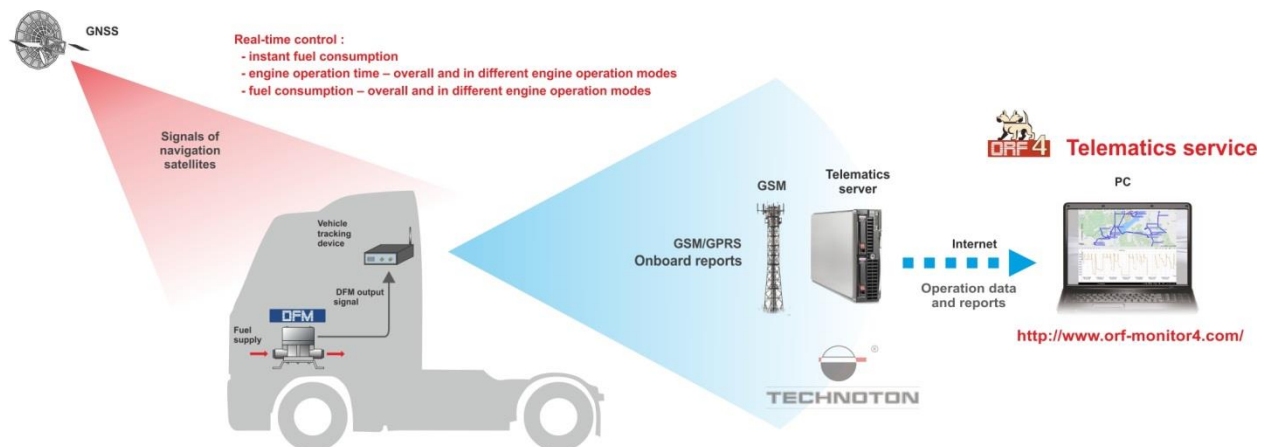 GNSS
Real-time control :
- instant fuel consumption
- engine operation time – overall and in different engine operation modes
- fuel consumption – overall and in different engine operation modes
Signals of
navigation
satellites
Vehicle
tracking
device
DFM output
signal
DFM
Fuel
supply
GSM
GSM/GPRS
Onboard reports
Telematics
server
ORF 4
Telematics service
PC
Internet
Operation data
and reports
http://www.orf-monitor4.com/
®
TECHNOTON